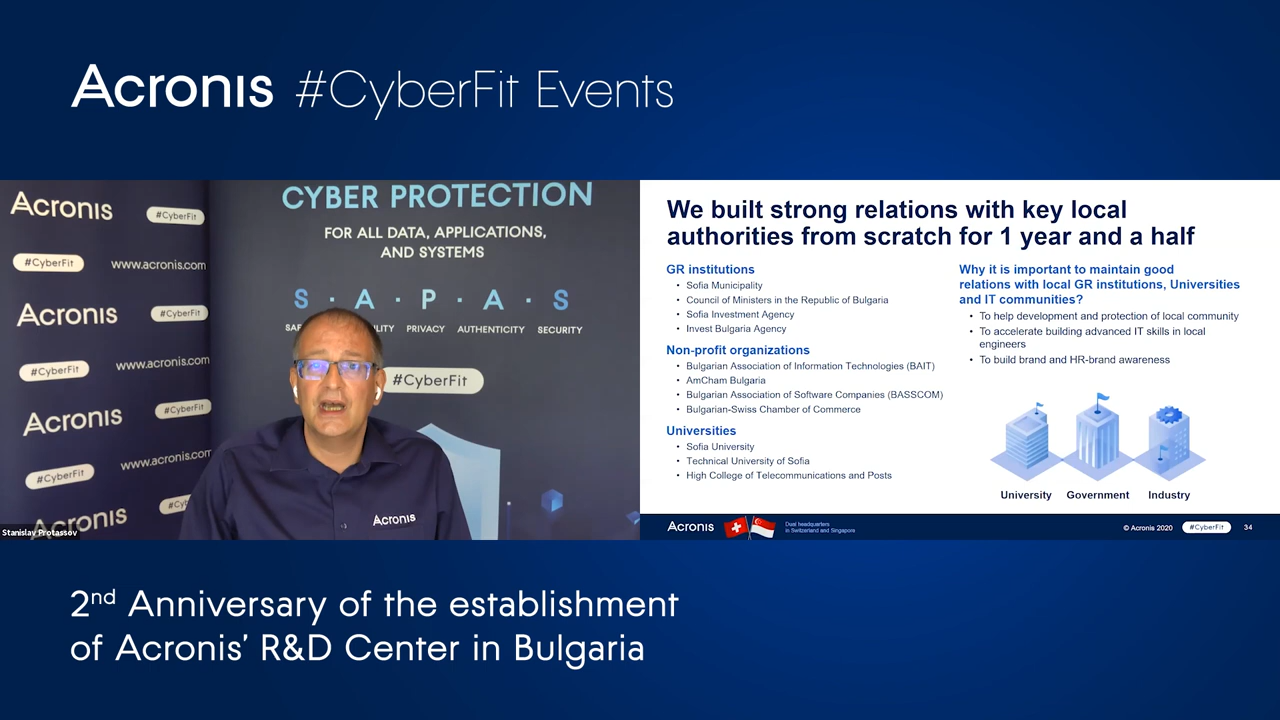 Acronis #CyberFit Events
Acronis #CyberFit
#CyberFit www.acronis.com
Acronis #CyberFit
#CyberFit www.acronis.com
Acronis #CyberFit
#CyberFit www.acronis.com
Acronis
CYBER PROTECTION
FOR ALL DATA, APPLICATIONS,
AND SYSTEMS
S · A · P · A · S
PRIVACY AUTHENTICITY SECURITY
#CyberFit
Acronis
Stanislav Protassov
We built strong relations with key local
authorities from scratch for 1 year and a half
GR institutions
• Sofia Municipality
• Council of Ministers in the Republic of Bulgaria
• Sofia Investment Agency
• Invest Bulgaria Agency
Non-profit organizations
• Bulgarian Association of Information Technologies (BAIT)
• AmCham Bulgaria
• Bulgarian Association of Software Companies (BASSCOM)
• Bulgarian-Swiss Chamber of Commerce
Universities
• Sofia University
• Technical University of Sofia
• High College of Telecommunications and Posts
Why it is important to maintain good
relations with local GR institutions, Universities
and IT communities?
• To help development and protection of local community
• To accelerate building advanced IT skills in local
engineers
• To build brand and HR-brand awareness
University Government Industry
Acronis
Dual headquarters
in Switzerland and Singapore
© Acronis 2020 #CyberFit 34
2nd Anniversary of the establishment
of Acronis’ R&D Center in Bulgaria